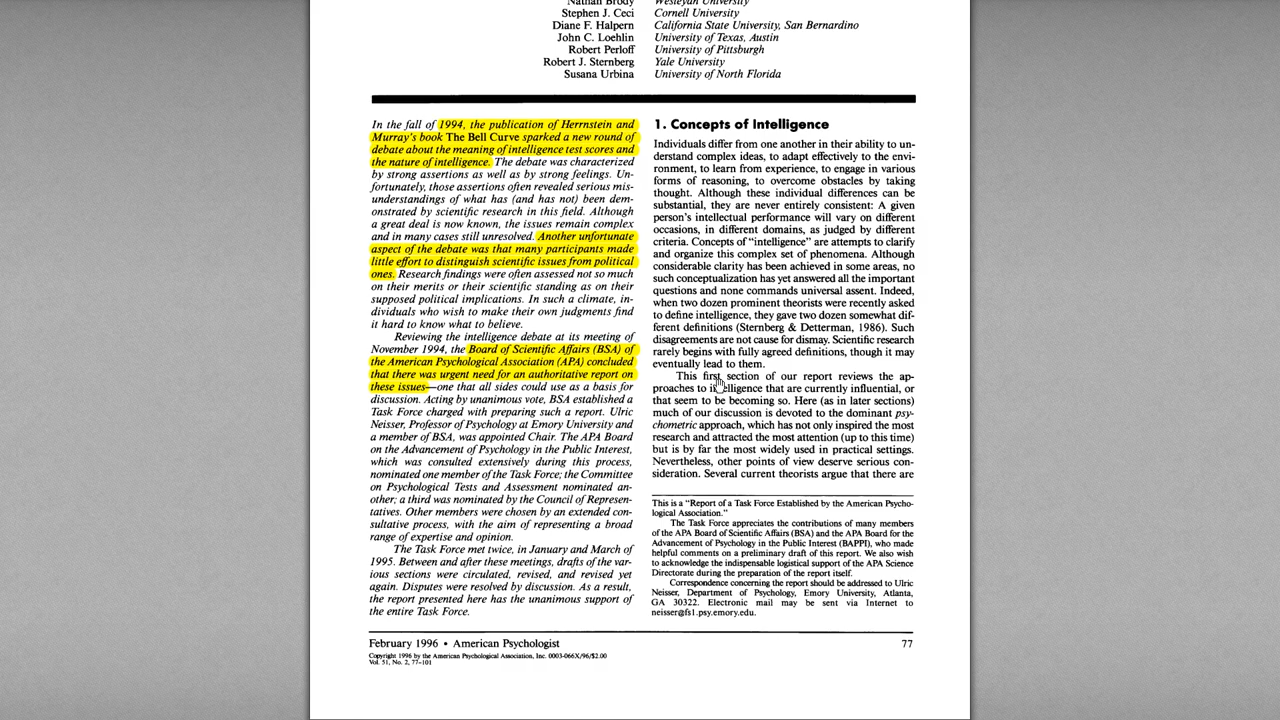 Nathan Brody Wesleyan University
Stephen J. Ceci Cornell University
Diane F. Halpern California State University, San Bernardino
John C. Loehlin University of Texas, Austin
Robert Perloff University of Pittsburgh
Robert J. Sternberg Yale University
Susana Urbina University of North Florida
In the fall of 1994, the publication of Herrnstein and
Murray's book The Bell Curve sparked a new round of
debate about the meaning of intelligence test scores and
the nature of intelligence. The debate was characterized
by strong assertions as well as by strong feelings. Un-
fortunately, those assertions often revealed serious mis-
understandings of what has (and has not) been dem-
onstrated by scientific research in this field. Although
a great deal is now known, the issues remain complex
and in many cases still unresolved. Another unfortunate
aspect of the debate was that many participants made
little effort to distinguish scientific issues from political
ones. Research findings were often assessed not so much
on their merits or their scientific standing as on their
supposed political implications. In such a climate, in-
dividuals who wish to make their own judgments find
it hard to know what to believe.
Reviewing the intelligence debate at its meeting of
November 1994, the Board of Scientific Affairs (BSA) of
the American Psychological Association (APA) concluded
that there was urgent need for an authoritative report on
these issues—one that all sides could use as a basis for
discussion. Acting by unanimous vote, BSA established a
Task Force charged with preparing such a report. Ulric
Neisser, Professor of Psychology at Emory University and
a member of BSA, was appointed Chair. The APA Board
on the Advancement of Psychology in the Public Interest,
which was consulted extensively during this process,
nominated one member of the Task Force; the Committee
on Psychological Tests and Assessment nominated an-
other; a third was nominated by the Council of Represen-
tatives. Other members were chosen by an extended con-
sultative process, with the aim of representing a broad
range of expertise and opinion.
The Task Force met twice, in January and March of
1995. Between and after these meetings, drafts of the var-
ious sections were circulated, revised, and revised yet
again. Disputes were resolved by discussion. As a result,
the report presented here has the unanimous support of
the entire Task Force.
1. Concepts of Intelligence
Individuals differ from one another in their ability to un-
derstand complex ideas, to adapt effectively to the envi-
ronment, to learn from experience, to engage in various
forms of reasoning, to overcome obstacles by taking
thought. Although these individual differences can be
substantial, they are never entirely consistent: A given
person's intellectual performance will vary on different
occasions, in different domains, as judged by different
criteria. Concepts of "intelligence" are attempts to clarify
and organize this complex set of phenomena. Although
considerable clarity has been achieved in some areas, no
such conceptualization has yet answered all the important
questions and none commands universal assent. Indeed,
when two dozen prominent theorists were recently asked
to define intelligence, they gave two dozen somewhat dif-
ferent definitions (Sternberg & Detterman, 1986). Such
disagreements are not cause for dismay. Scientific research
rarely begins with fully agreed definitions, though it may
eventually lead to them.
This first section of our report reviews the ap-
proaches to intelligence that are currently influential, or
that seem to be becoming so. Here (as in later sections)
much of our discussion is devoted to the dominant psy-
chometric approach, which has not only inspired the most
research and attracted the most attention (up to this time)
but is by far the most widely used in practical settings.
Nevertheless, other points of view deserve serious con-
sideration. Several current theorists argue that there are
This is a "Report of a Task Force Established by the American Psycho-
logical Association."
The Task Force appreciates the contributions of many members
of the APA Board of Scientific Affairs (BSA) and the APA Board for the
Advancement of Psychology in the Public Interest (BAPPI), who made
helpful comments on a preliminary draft of this report. We also wish
to acknowledge the indispensable logistical support of the APA Science
Directorate during the preparation of the report itself.
Correspondence concerning the report should be addressed to Ulric
Neisser, Department of Psychology, Emory University, Atlanta,
GA 30322. Electronic mail may be sent via Internet to
neisser@fs1.psy.emory.edu.
February 1996 • American Psychologist 77
Copyright 1996 by the American Psychological Association, Inc. 0003-066X/96/$2.00
Vol. 51, No. 2, 77-101